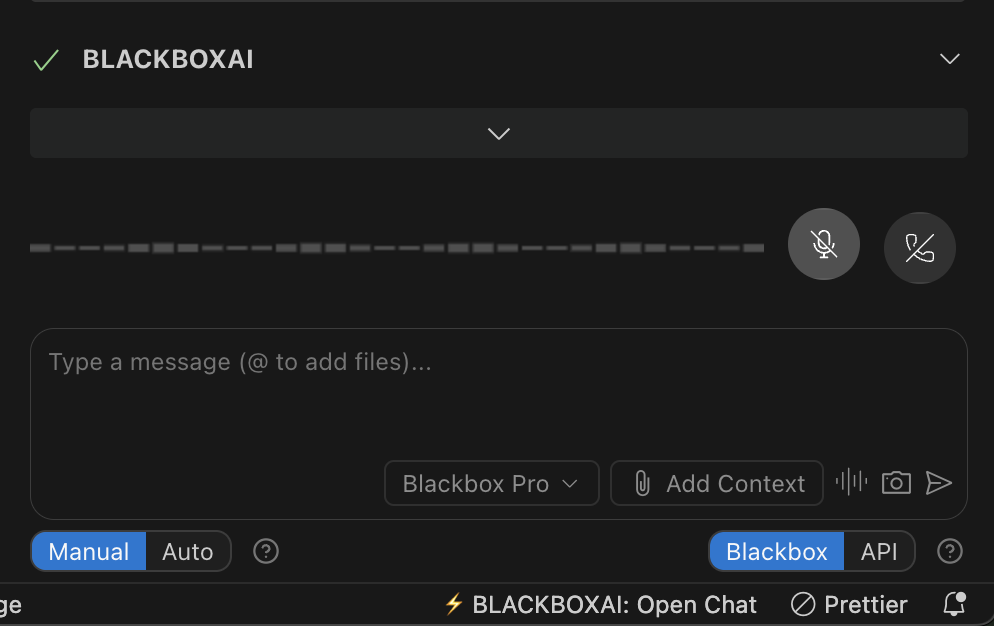 BLACKBOXAI
Type a message (@ to add files)...
Blackbox Pro Add Context
Manual Auto ? Blackbox API ?
ge ⚡ BLACKBOXAI: Open Chat Prettier